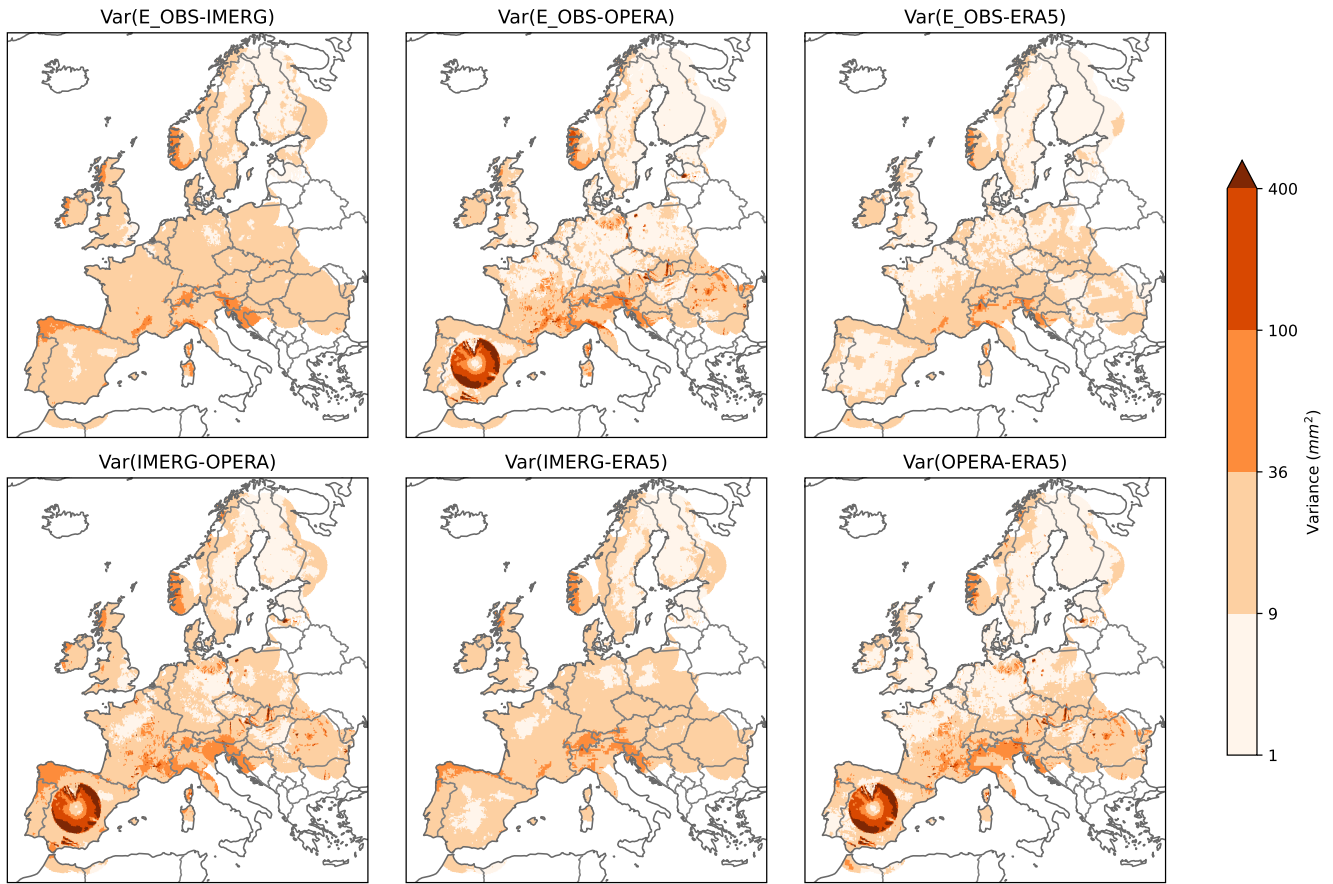 Var(E_OBS-IMERG)
Var(E_OBS-OPERA)
Var(E_OBS-ERA5)
Var(IMERG-OPERA)
Var(IMERG-ERA5)
Var(OPERA-ERA5)
400
100
36
9
1
Variance (mm²)